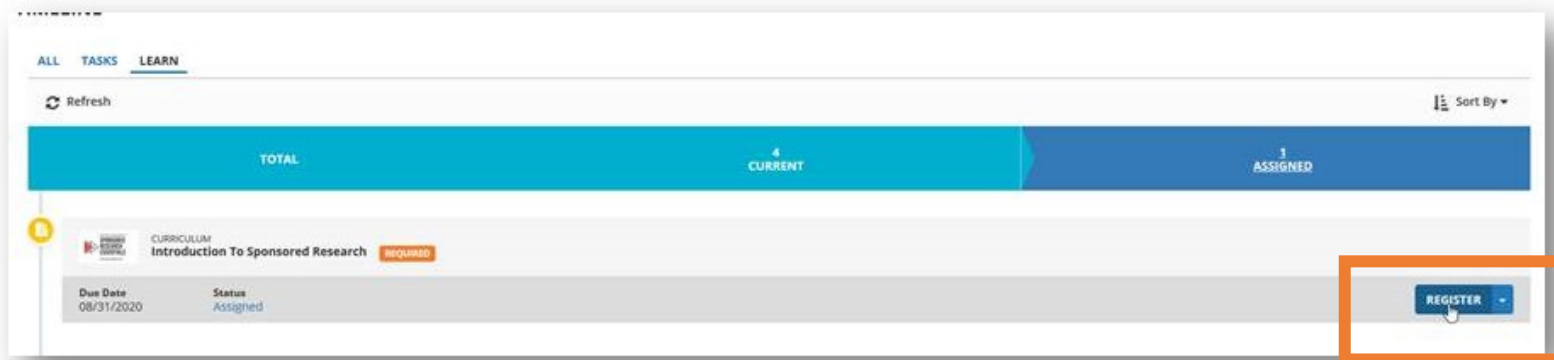 TIMELINE
ALL TASKS LEARN
Refresh Sort By
TOTAL 4 CURRENT 1 ASSIGNED
CURRICULUM
Introduction To Sponsored Research REQUIRED
Due Date Status
08/31/2020 Assigned
REGISTER